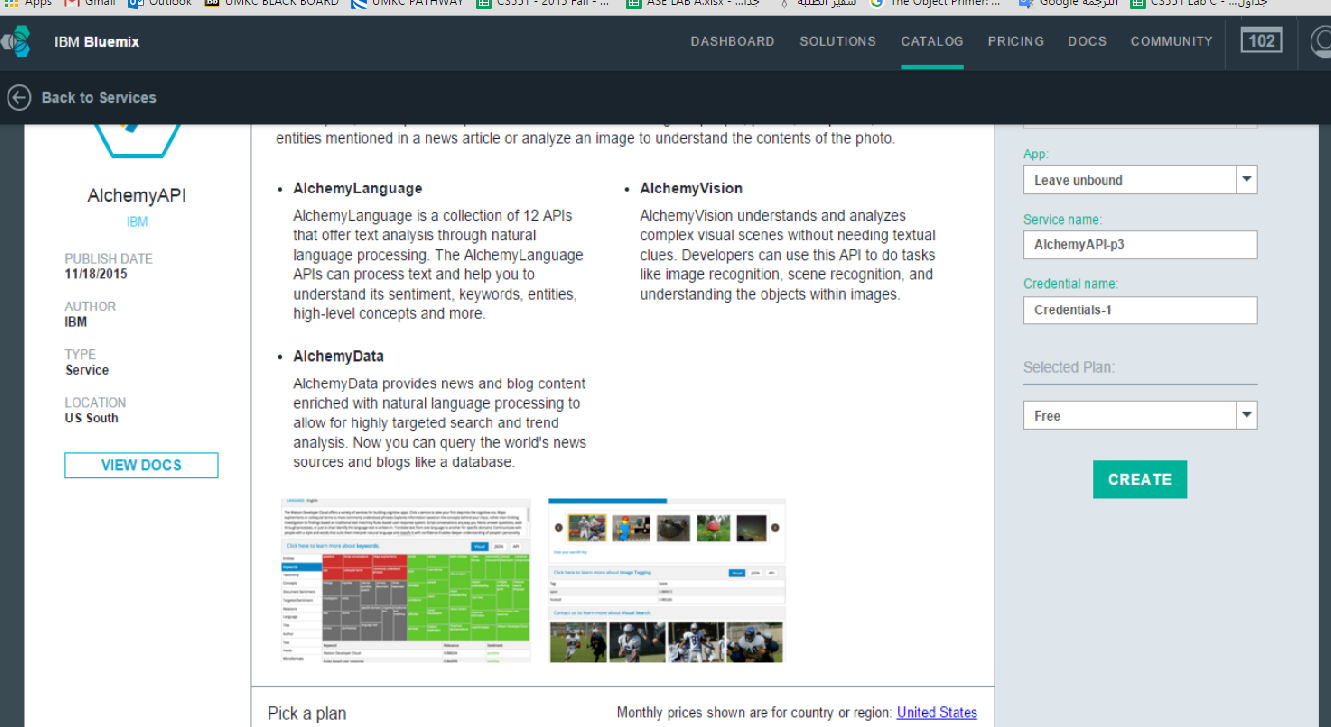 Apps Gmail Outlook Bb UMKC BLACK BOARD UMKC PATHWAY CS551 - 2015 Fall - ... ASE LAB A.xlsx - ...جدا سفير الطلبة The Object Primer: ... Google الترجمة CS551 Lab C - ...جداول
IBM Bluemix
DASHBOARD SOLUTIONS CATALOG PRICING DOCS COMMUNITY 102
Back to Services
entities mentioned in a news article or analyze an image to understand the contents of the photo.
AlchemyAPI
IBM
PUBLISH DATE
11/18/2015
AUTHOR
IBM
TYPE
Service
LOCATION
US South
VIEW DOCS
• AlchemyLanguage
AlchemyLanguage is a collection of 12 APIs
that offer text analysis through natural
language processing. The AlchemyLanguage
APIs can process text and help you to
understand its sentiment, keywords, entities,
high-level concepts and more.
• AlchemyVision
AlchemyVision understands and analyzes
complex visual scenes without needing textual
clues. Developers can use this API to do tasks
like image recognition, scene recognition, and
understanding the objects within images.
• AlchemyData
AlchemyData provides news and blog content
enriched with natural language processing to
allow for highly targeted search and trend
analysis. Now you can query the world's news
sources and blogs like a database.
Click here to learn more about keywords.
Click here to learn more about Image Tagging
Contact us to learn more about Visual Search
App:
Leave unbound
Service name:
AlchemyAPI-p3
Credential name:
Credentials-1
Selected Plan:
Free
CREATE
Pick a plan
Monthly prices shown are for country or region: United States